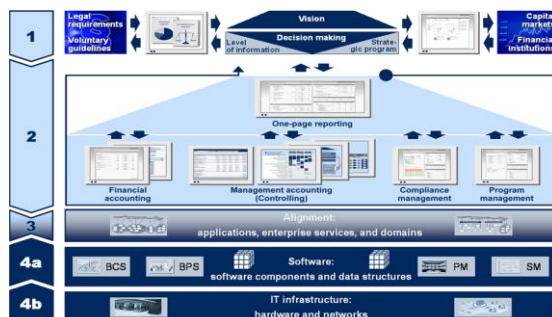 1
Legal requirements
Voluntary guidelines
Vision
Decision making
Level of information
Strate-
gic program
Capital markets
Financial institutions
2
One-page reporting
Financial accounting
Management accounting (Controlling)
Compliance management
Program management
3
Alignment:
applications, enterprise services, and domains
4a
BCS
BPS
Software:
software components and data structures
PM
SM
4b
IT infrastructure:
hardware and networks